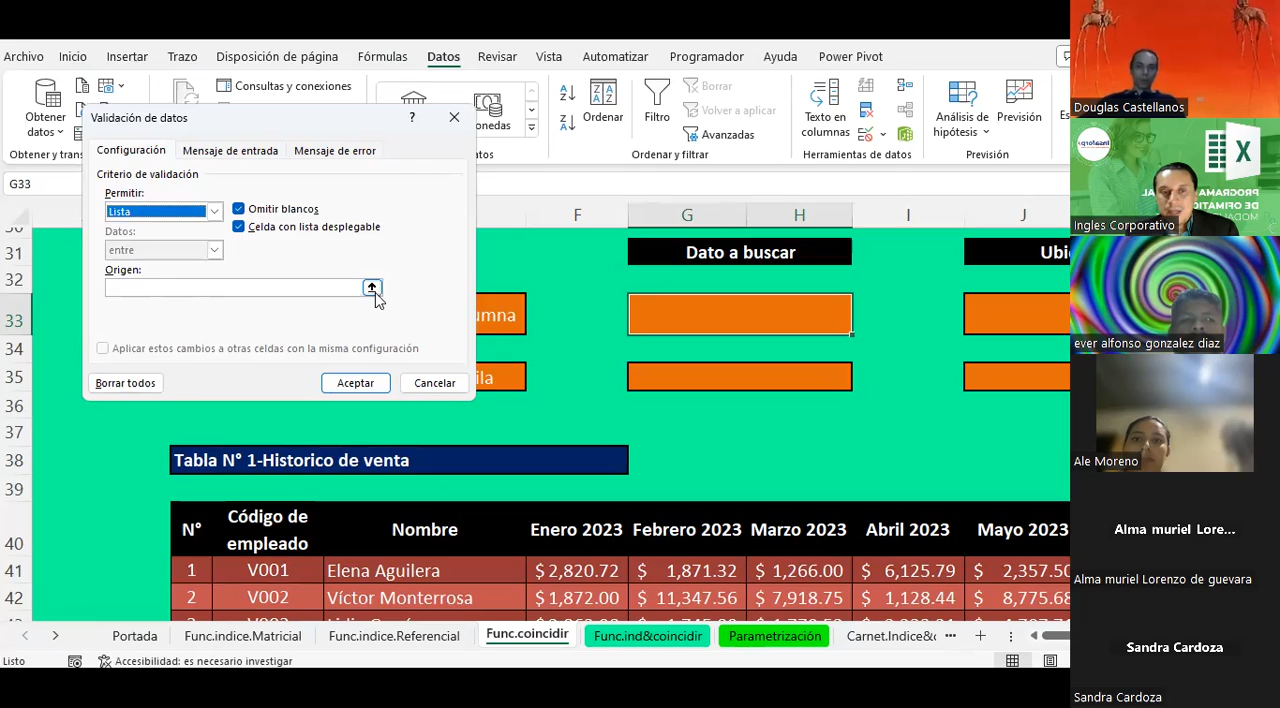 Archivo Inicio Insertar Trazo Disposición de página Fórmulas Datos Revisar Vista Automatizar Programador Ayuda Power Pivot
Consultas y conexiones
Obtener
datos
Obtener y tran
onedas
Ordenar
Filtro
Borrar
Volver a aplicar
Avanzadas
Ordenar y filtrar
Texto en
columnas
Herramientas de datos
Análisis de
hipótesis
Previsión
Previsión
Validación de datos
?
Configuración Mensaje de entrada Mensaje de error
Criterio de validación
Permitir:
Lista
Omitir blancos
Celda con lista desplegable
Datos:
entre
Origen:
Aplicar estos cambios a otras celdas con la misma configuración
Borrar todos Aceptar Cancelar
G33
F G H I J
31 Dato a buscar Ubi
32
33 umna
34
35 ila
36
37
38 Tabla N° 1-Historico de venta
39
40 N° Código de empleado Nombre Enero 2023 Febrero 2023 Marzo 2023 Abril 2023 Mayo 2023
41 1 V001 Elena Aguilera $2,820.72 $ 1,871.32 $ 1,266.00 $ 6,125.79 $ 2,357.50
42 2 V002 Víctor Monterrosa $1,872.00 $ 11,347.56 $ 7,918.75 $ 1,128.44 $ 8,775.68
Portada Func.indice.Matricial Func.indice.Referencial Func.coincidir Func.ind&coincidir Parametrización Carnet.Indice&c
Listo Accesibilidad: es necesario investigar
Douglas Castellanos
Insaforp
PROGRAMA
DE OFIMATIC
Ingles Corporativo
ever alfonso gonzalez diaz
Ale Moreno
Alma muriel Lore...
Alma muriel Lorenzo de guevara
Sandra Cardoza
Sandra Cardoza